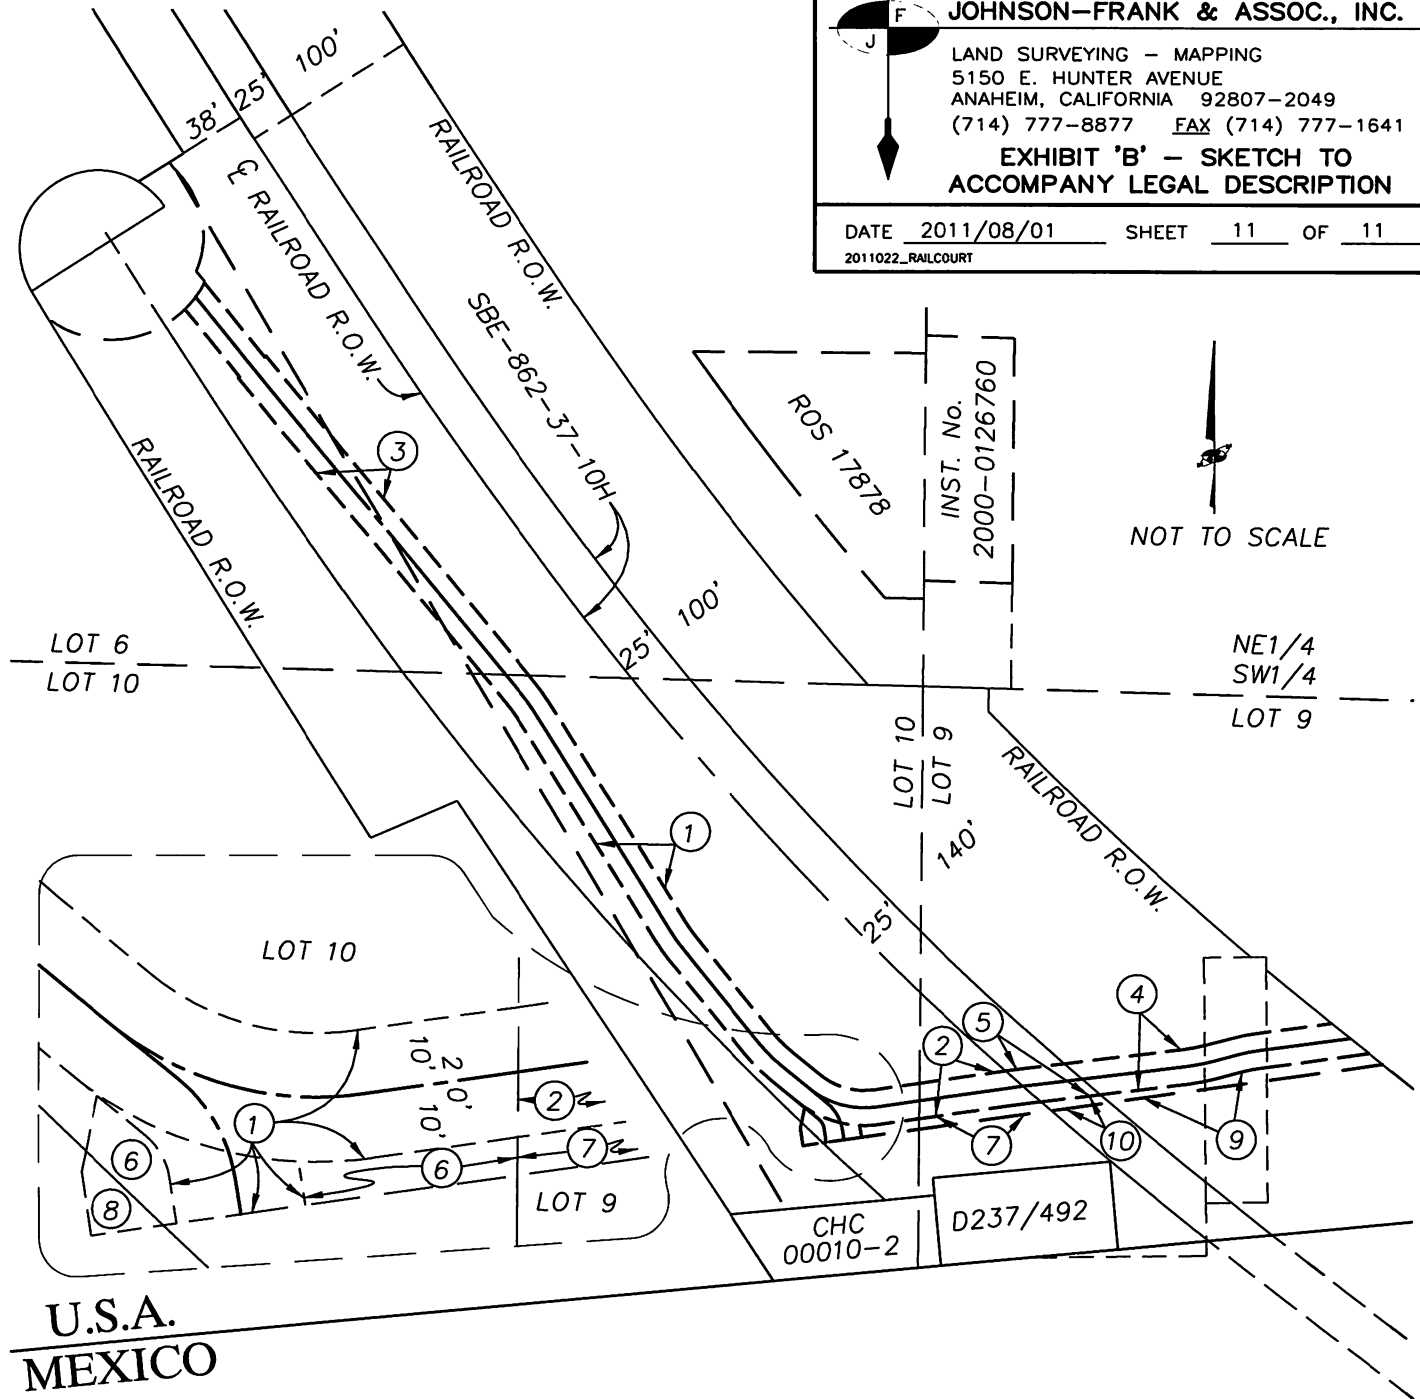 F
J
JOHNSON–FRANK & ASSOC., INC.
LAND SURVEYING – MAPPING
5150 E. HUNTER AVENUE
ANAHEIM, CALIFORNIA 92807–2049
(714) 777–8877 FAX (714) 777–1641
EXHIBIT 'B' – SKETCH TO
ACCOMPANY LEGAL DESCRIPTION
DATE 2011/08/01 SHEET 11 OF 11
2011022_RAILCOURT
38'
25'
100'
℄ RAILROAD R.O.W.
RAILROAD R.O.W.
SBE–862–37–10H
RAILROAD R.O.W.
3
ROS 17878
INST. No.
2000–0126760
NOT TO SCALE
100'
25'
LOT 6
LOT 10
NE1/4
SW1/4
LOT 9
LOT 10
LOT 9
RAILROAD R.O.W.
140'
1
25'
4
5
2
7
10
9
LOT 10
10'
20'
10'
1
2
6
6
7
8
LOT 9
CHC
00010–2
D237/492
U.S.A.
MEXICO